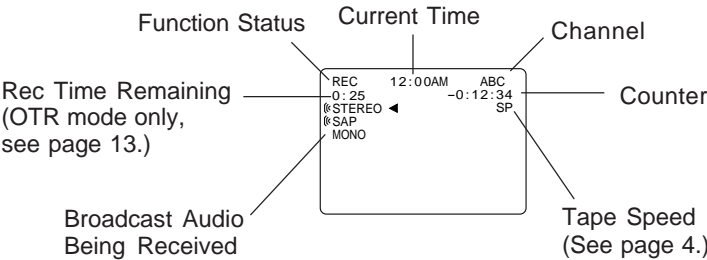 Function Status
Current Time
Channel
REC 12:00AM ABC
Rec Time Remaining
(OTR mode only,
see page 13.)
0:25 -0:12:34
Counter
STEREO ◄ SP
SAP
MONO
Broadcast Audio
Being Received
Tape Speed
(See page 4.)